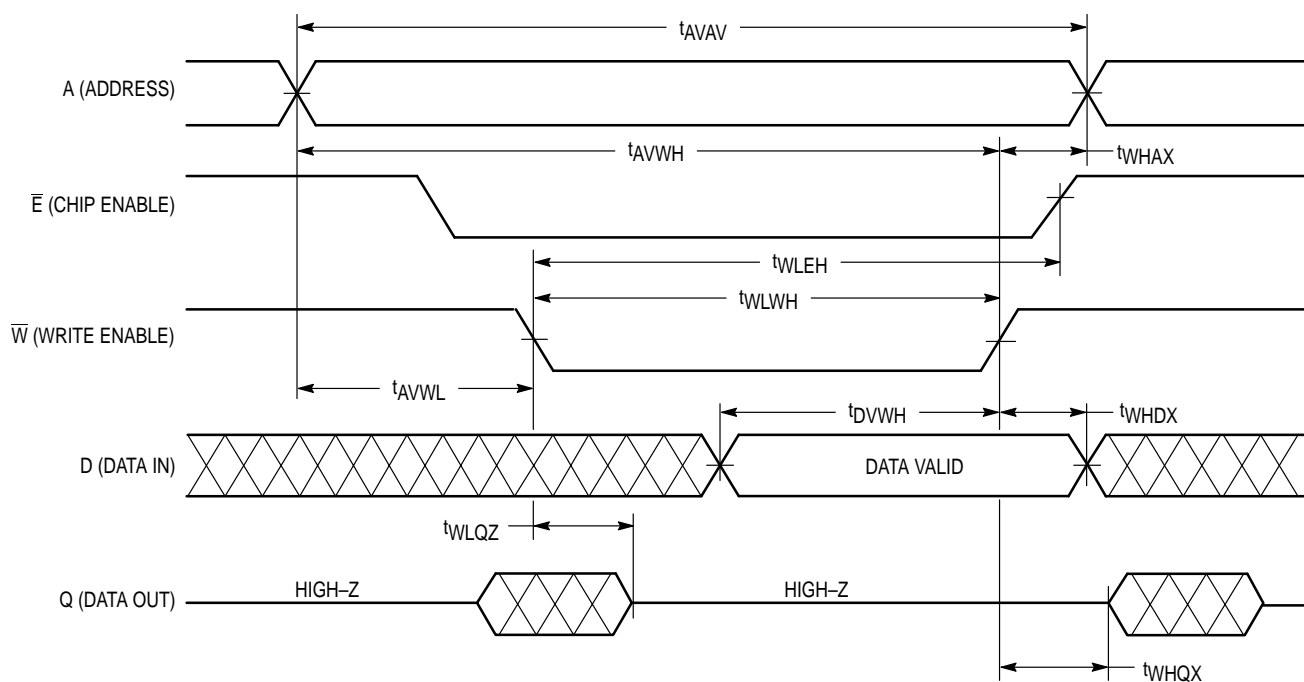 tAVAV
A (ADDRESS)
tAVWH
tWHAX
E̅ (CHIP ENABLE)
tWLEH
tWLWH
W̅ (WRITE ENABLE)
tAVWL
tDVWH
tWHDX
D (DATA IN)
DATA VALID
tWLQZ
Q (DATA OUT)
HIGH–Z
HIGH–Z
tWHQX